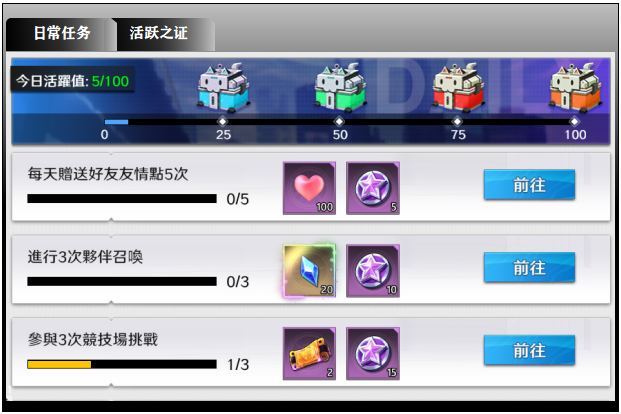 日常任务 活跃之证
今日活躍值: 5/100
0 25 50 75 100
每天贈送好友友情點5次
0/5 100 5 前往
進行3次夥伴召喚
0/3 20 10 前往
參與3次競技場挑戰
1/3 2 15 前往